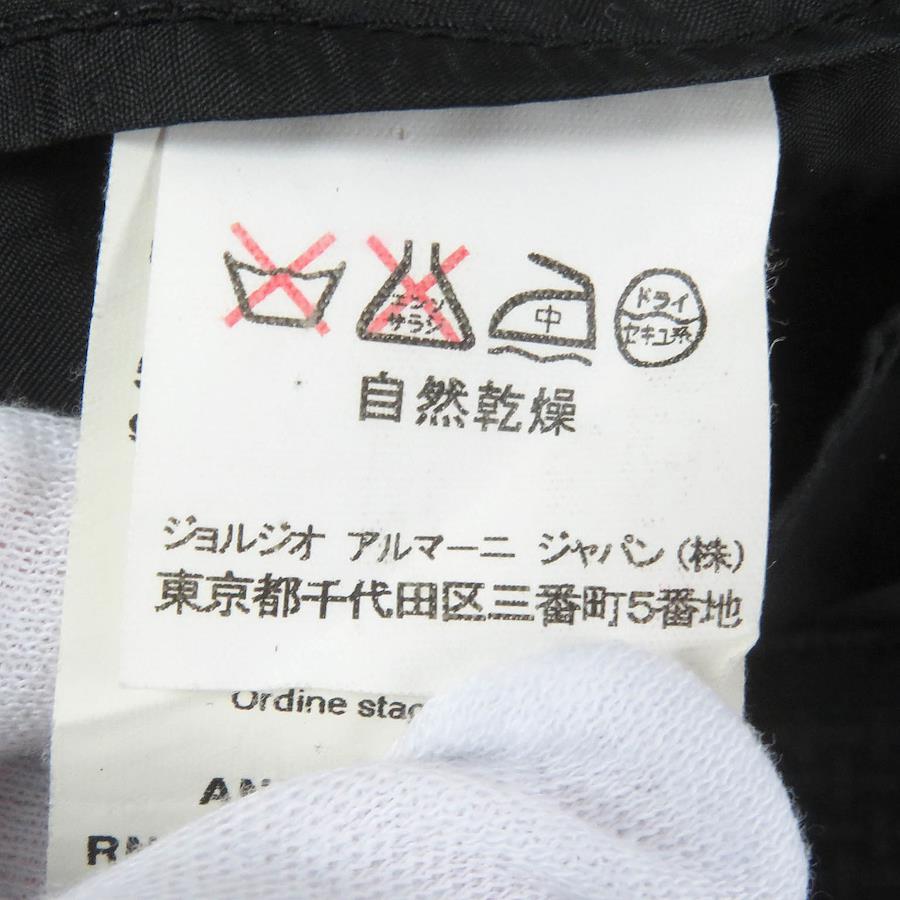 エンソ
サラシ
中
ドライ
セキユ系
自然乾燥
ジョルジオ アルマーニ ジャパン(株)
東京都千代田区三番町5番地
Ordine
AN
RN